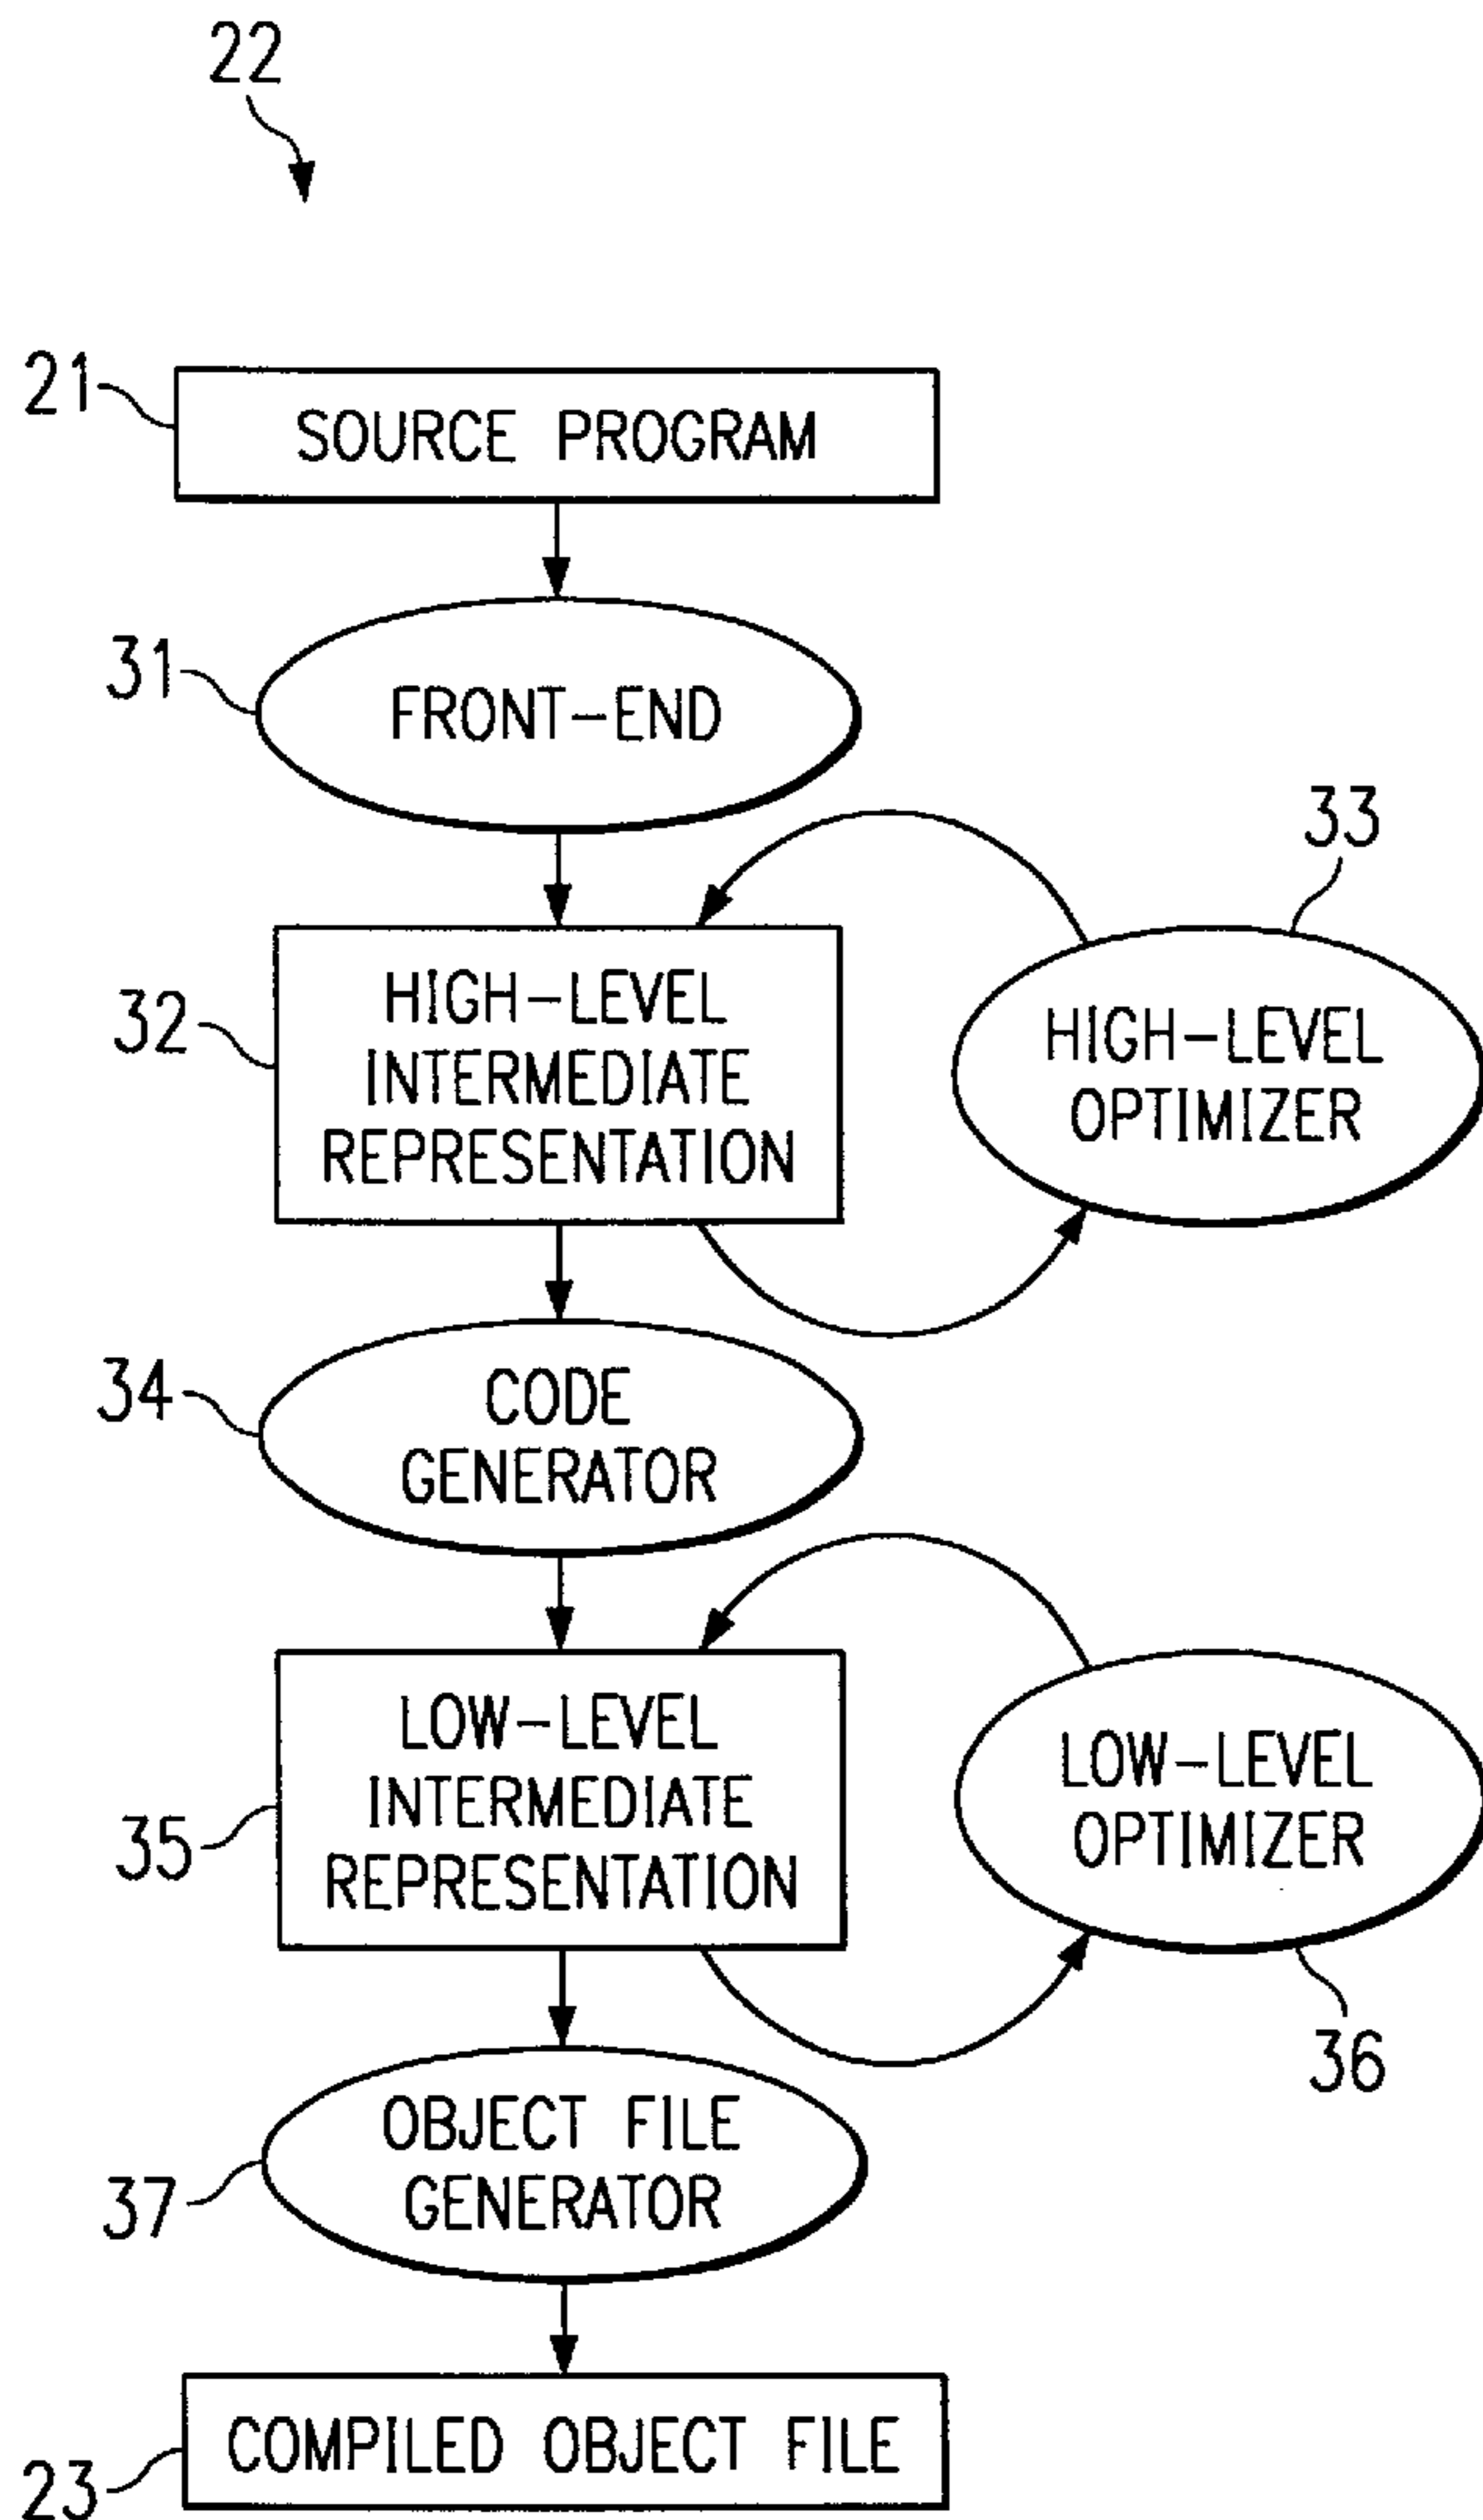 22
21
SOURCE PROGRAM
31
FRONT-END
33
32
HIGH-LEVEL
INTERMEDIATE
REPRESENTATION
HIGH-LEVEL
OPTIMIZER
34
CODE
GENERATOR
35
LOW-LEVEL
INTERMEDIATE
REPRESENTATION
LOW-LEVEL
OPTIMIZER
36
37
OBJECT FILE
GENERATOR
23
COMPILED OBJECT FILE